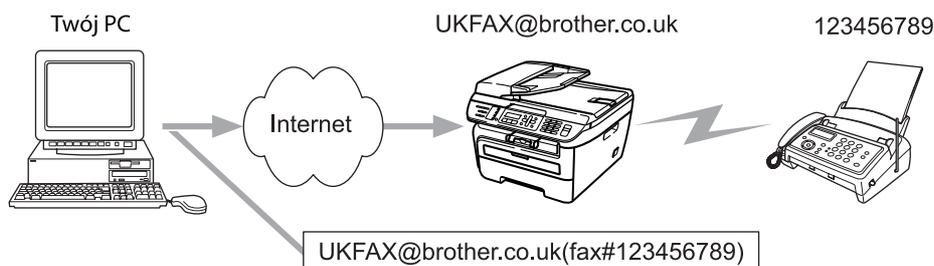 Twój PC
UKFAX@brother.co.uk
123456789
Internet
UKFAX@brother.co.uk(fax#123456789)